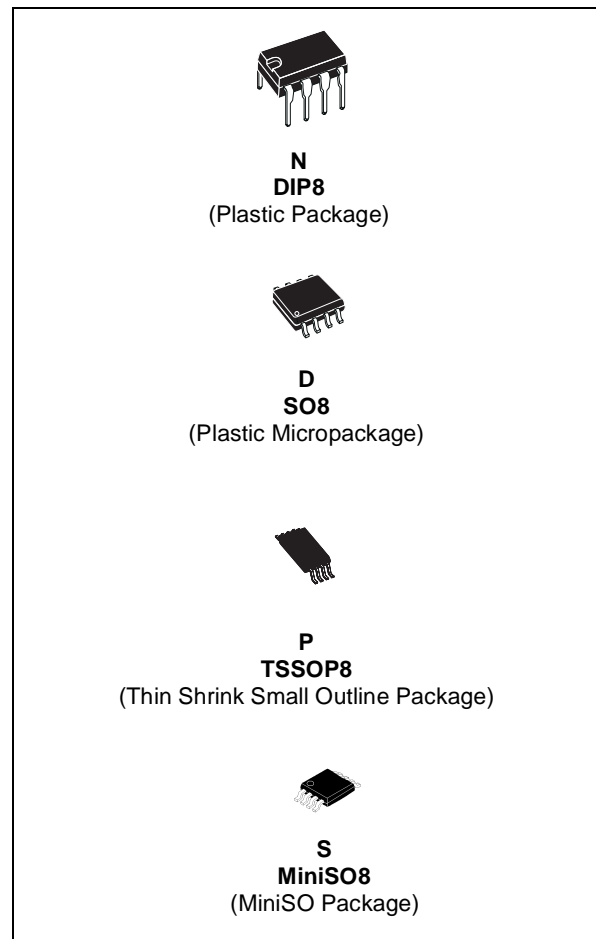 N
DIP8
(Plastic Package)
D
SO8
(Plastic Micropackage)
P
TSSOP8
(Thin Shrink Small Outline Package)
S
MiniSO8
(MiniSO Package)